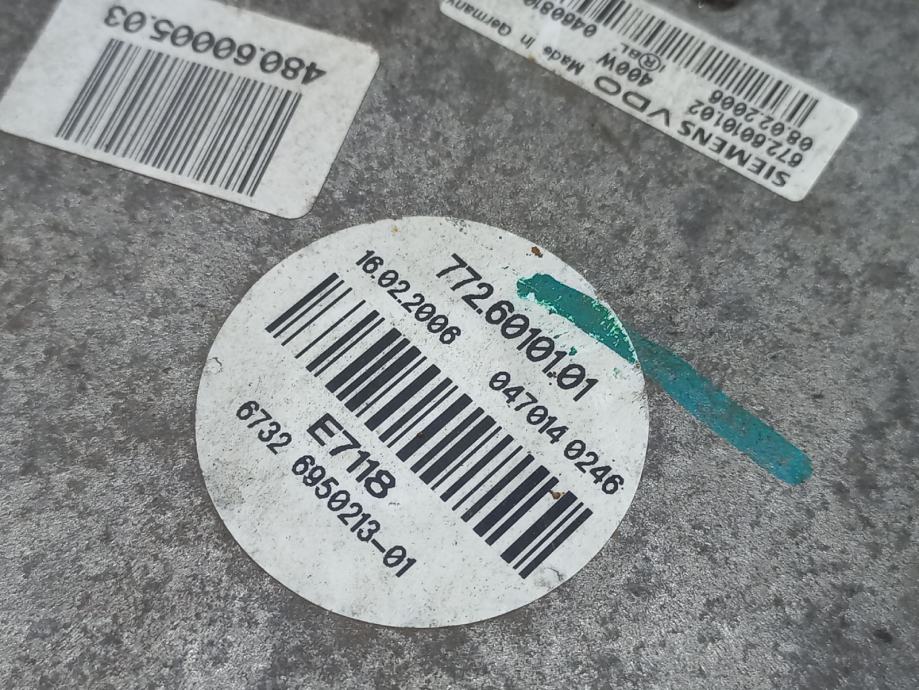 480.60005.03
SIEMENS VDO Made in Germany
400W
672.60101.02
08.02.2006
772.60101.01
16.02.2006
047014 0246
E7118
6732 6950213-01